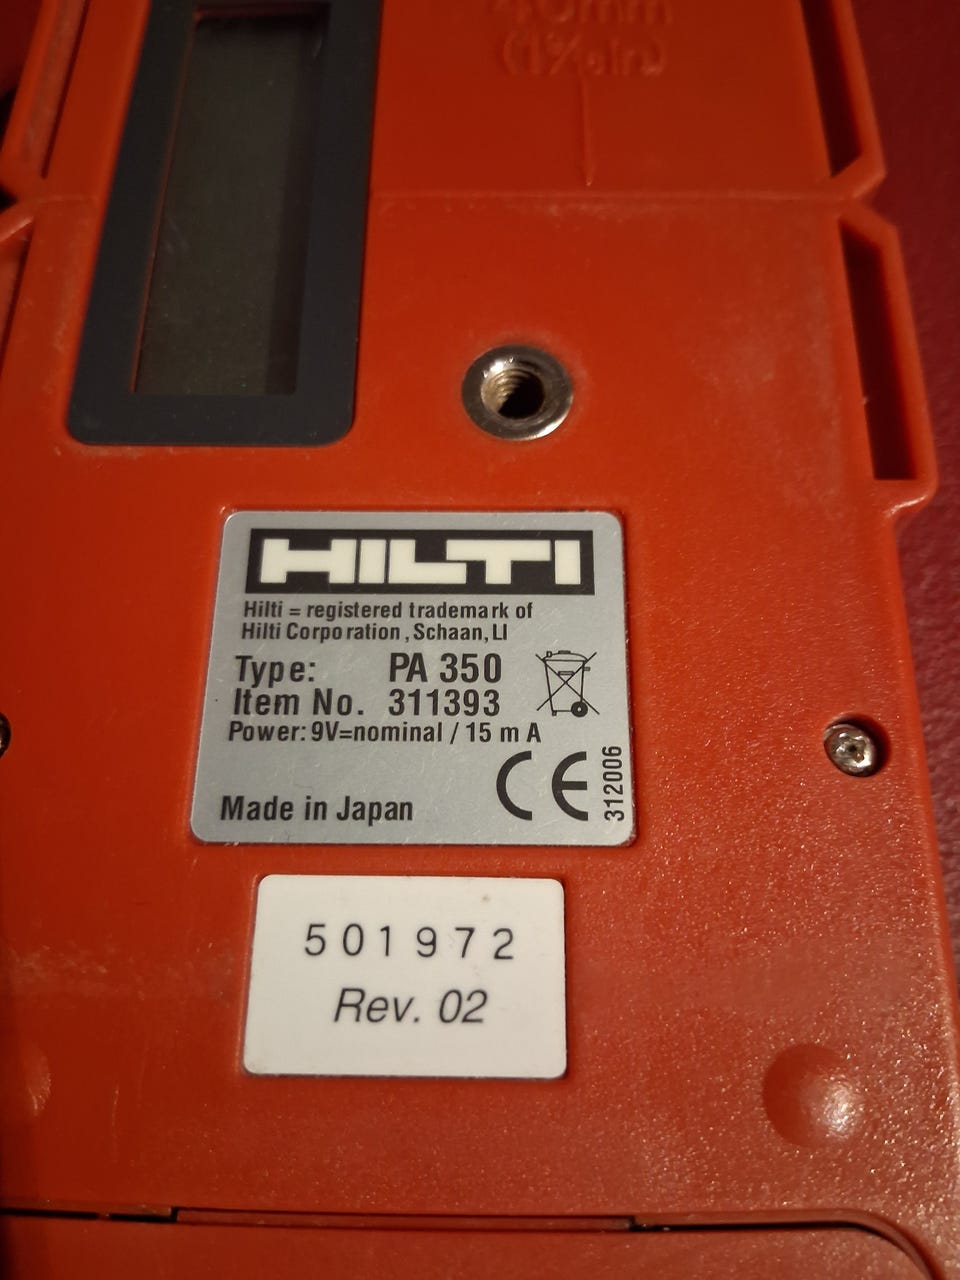 40mm
HILTI
Hilti = registered trademark of
Hilti Corporation, Schaan, LI
Type: PA 350
Item No. 311393
Power: 9V=nominal / 15 m A
Made in Japan
CE
312006
501972
Rev. 02